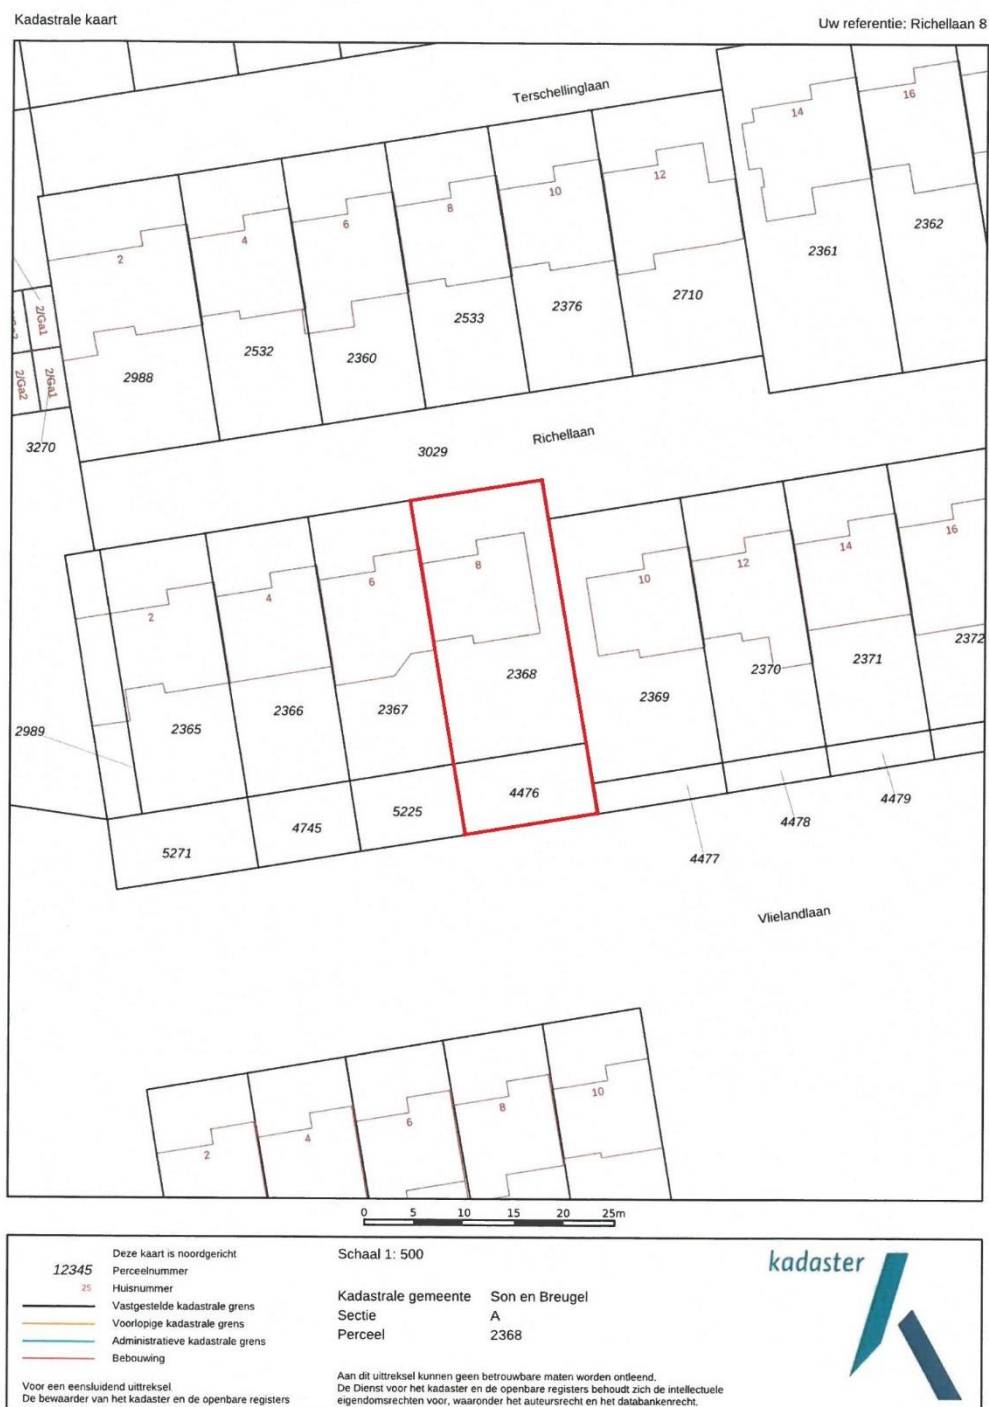 Kadastrale kaart
Uw referentie: Richellaan 8
Terschellinglaan
14
16
12
10
8
6
4
2
2362
2361
2710
2376
2533
2360
2532
2988
2/Ga1
2/Ga1
2/Ga2
3270
Richellaan
3029
2
4
6
8
10
12
14
16
2365
2366
2367
2368
2369
2370
2371
2372
2989
5271
4745
5225
4476
4477
4478
4479
Vlielandlaan
2
4
6
8
10
0 5 10 15 20 25m
Deze kaart is noordgericht
12345 Perceelnummer
25 Huisnummer
Vastgestelde kadastrale grens
Voorlopige kadastrale grens
Administratieve kadastrale grens
Bebouwing
Voor een eensluidend uittreksel
De bewaarder van het kadaster en de openbare registers
Schaal 1: 500
Kadastrale gemeente Son en Breugel
Sectie A
Perceel 2368
Aan dit uittreksel kunnen geen betrouwbare maten worden ontleend.
De Dienst voor het kadaster en de openbare registers behoudt zich de intellectuele
eigendomsrechten voor, waaronder het auteursrecht en het databankenrecht.
kadaster